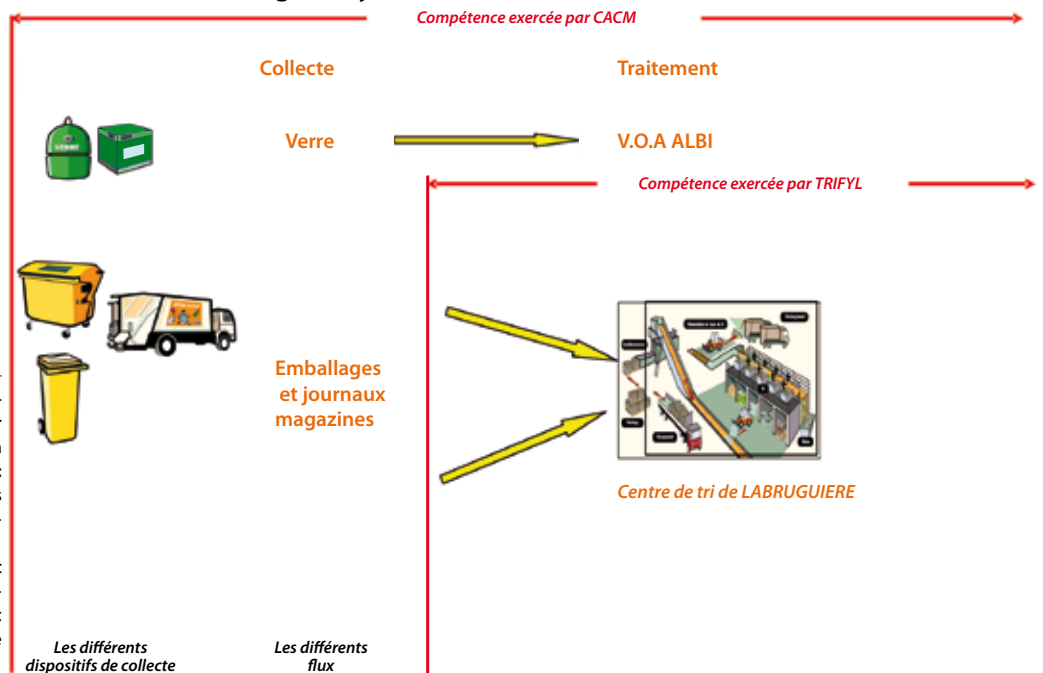 Compétence exercée par CACM
Collecte
Traitement
Verre
V.O.A ALBI
Compétence exercée par TRIFYL
Emballages
et journaux
magazines
Centre de tri de LABRUGUIERE
Les différents
dispositifs de collecte
Les différents
flux